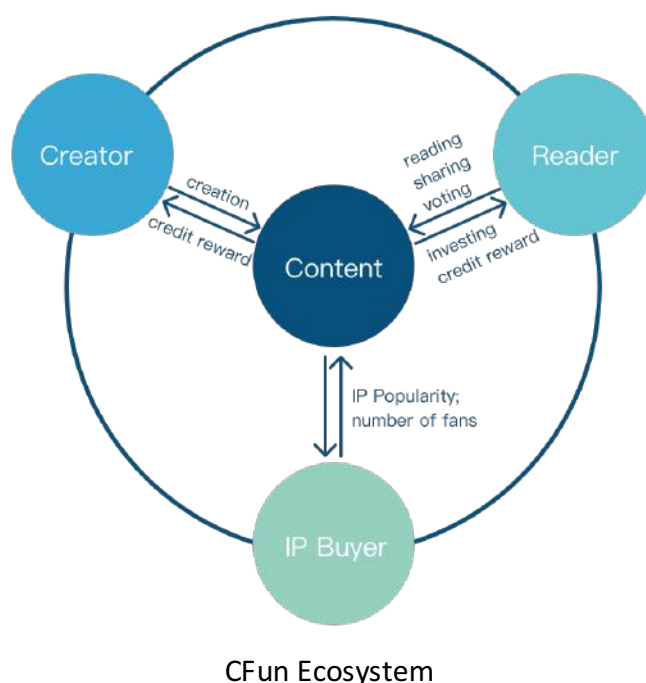 Creator
Reader
reading
sharing
voting
creation
credit reward
Content
investing
credit reward
IP Popularity;
number of fans
IP Buyer
CFun Ecosystem